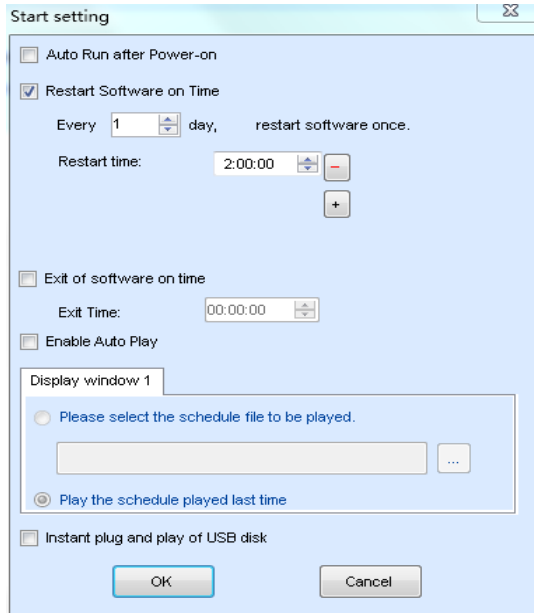 Start setting
Auto Run after Power-on
Restart Software on Time
Every 1 day, restart software once.
Restart time: 2:00:00 −
+
Exit of software on time
Exit Time: 00:00:00
Enable Auto Play
Display window 1
Please select the schedule file to be played.
...
Play the schedule played last time
Instant plug and play of USB disk
OK Cancel